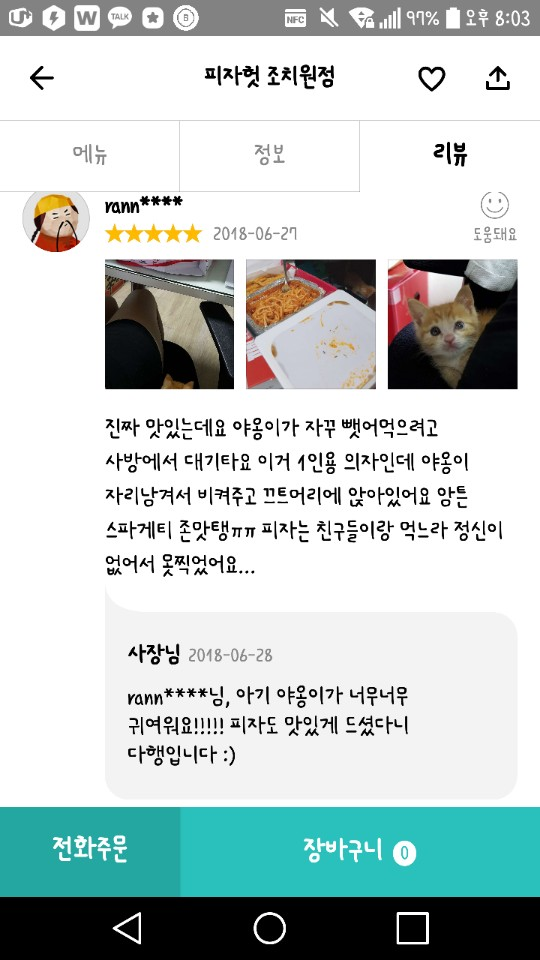 NFC 97% 오후 8:03
피자헛 조치원점
메뉴 정보 리뷰
rann****
2018-06-27 도움돼요
진짜 맛있는데요 야옹이가 자꾸 뺏어먹으려고
사방에서 대기타요 이거 1인용 의자인데 야옹이
자리남겨서 비켜주고 끄트머리에 앉아있어요 암튼
스파게티 존맛탱ㅠㅠ 피자는 친구들이랑 먹느라 정신이
없어서 못찍었어요...
사장님 2018-06-28
rann****님, 아기 야옹이가 너무너무
귀여워요!!!!! 피자도 맛있게 드셨다니
다행입니다 :)
전화주문 장바구니 0